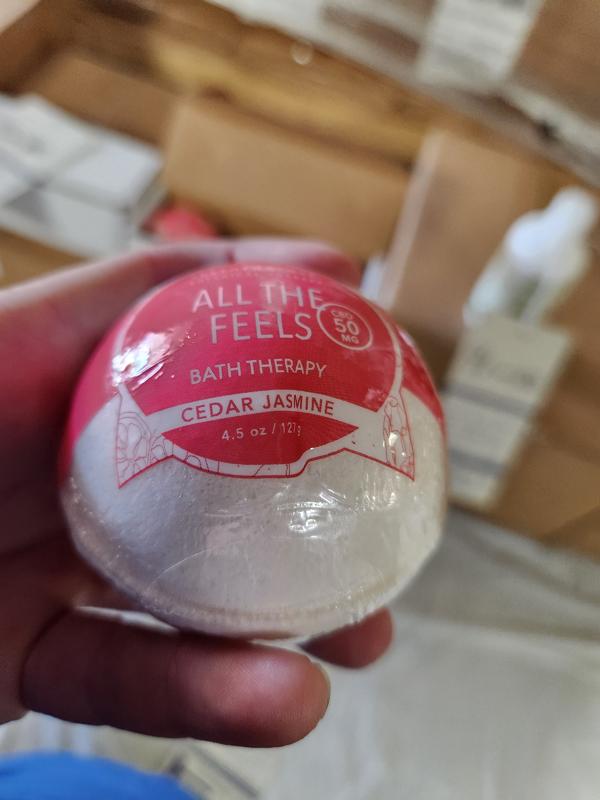 ALL THE
FEELS
CBD
50
MG
BATH THERAPY
CEDAR JASMINE
4.5 oz / 127g